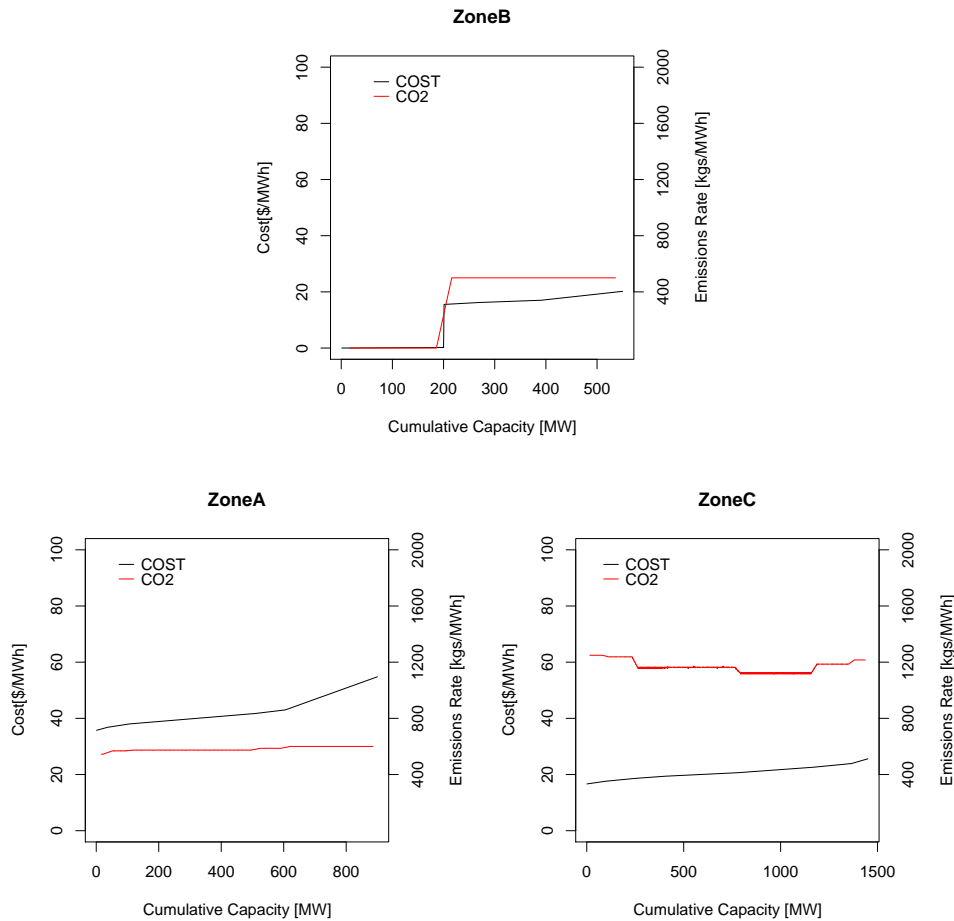 ZoneB
COST
CO2
Cost[$/MWh]
0 20 40 60 80 100
Emissions Rate [kgs/MWh]
400 800 1200 1600 2000
0 100 200 300 400 500
Cumulative Capacity [MW]
ZoneA
COST
CO2
Cost[$/MWh]
0 20 40 60 80 100
Emissions Rate [kgs/MWh]
400 800 1200 1600 2000
0 200 400 600 800
Cumulative Capacity [MW]
ZoneC
COST
CO2
Cost[$/MWh]
0 20 40 60 80 100
Emissions Rate [kgs/MWh]
400 800 1200 1600 2000
0 500 1000 1500
Cumulative Capacity [MW]